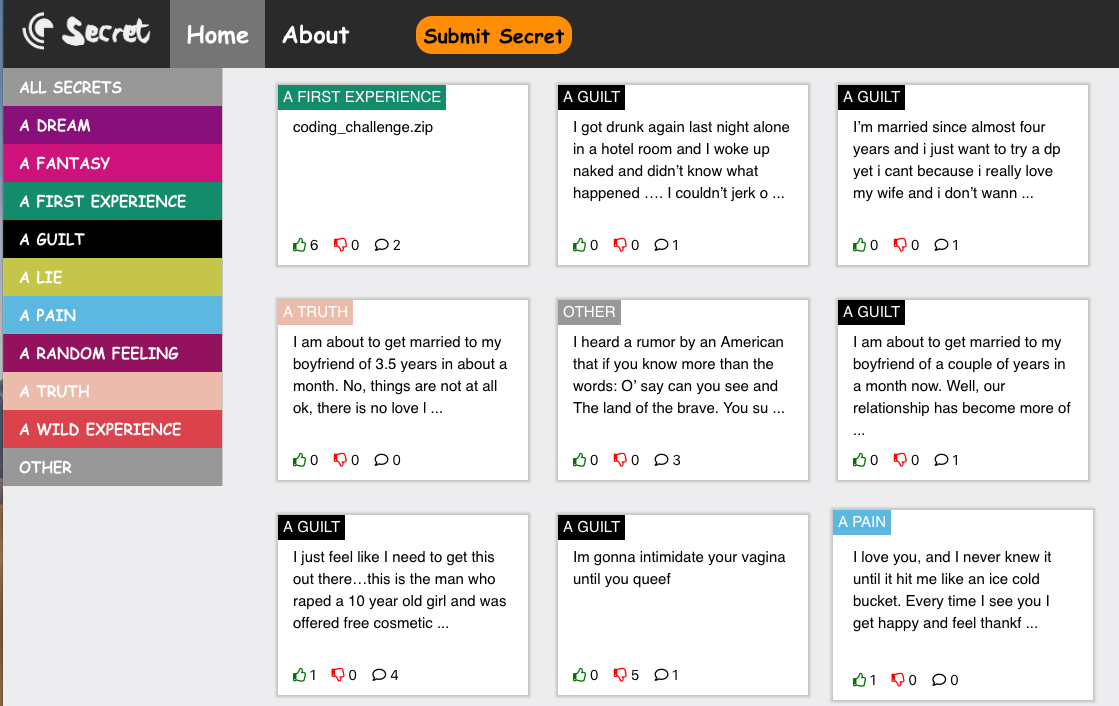 Secret
Home
About
Submit Secret
ALL SECRETS
A DREAM
A FANTASY
A FIRST EXPERIENCE
A GUILT
A LIE
A PAIN
A RANDOM FEELING
A TRUTH
A WILD EXPERIENCE
OTHER
A FIRST EXPERIENCE
coding_challenge.zip
6 0 2
A GUILT
I got drunk again last night alone
in a hotel room and I woke up
naked and didn’t know what
happened …. I couldn’t jerk o ...
0 0 1
A GUILT
I’m married since almost four
years and i just want to try a dp
yet i cant because i really love
my wife and i don’t wann ...
0 0 1
A TRUTH
I am about to get married to my
boyfriend of 3.5 years in about a
month. No, things are not at all
ok, there is no love l ...
0 0 0
OTHER
I heard a rumor by an American
that if you know more than the
words: O’ say can you see and
The land of the brave. You su ...
0 0 3
A GUILT
I am about to get married to my
boyfriend of a couple of years in
a month now. Well, our
relationship has become more of
...
0 0 1
A GUILT
I just feel like I need to get this
out there…this is the man who
raped a 10 year old girl and was
offered free cosmetic ...
1 0 4
A GUILT
Im gonna intimidate your vagina
until you queef
0 5 1
A PAIN
I love you, and I never knew it
until it hit me like an ice cold
bucket. Every time I see you I
get happy and feel thankf ...
1 0 0